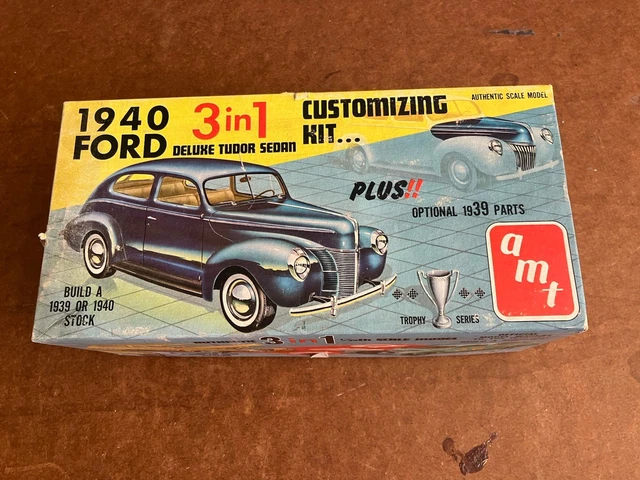 1940
FORD
3 in 1
DELUXE TUDOR SEDAN
CUSTOMIZING
KIT...
AUTHENTIC SCALE MODEL
PLUS!!
OPTIONAL 1939 PARTS
amt
BUILD A
1939 OR 1940
STOCK
TROPHY SERIES
3 in 1